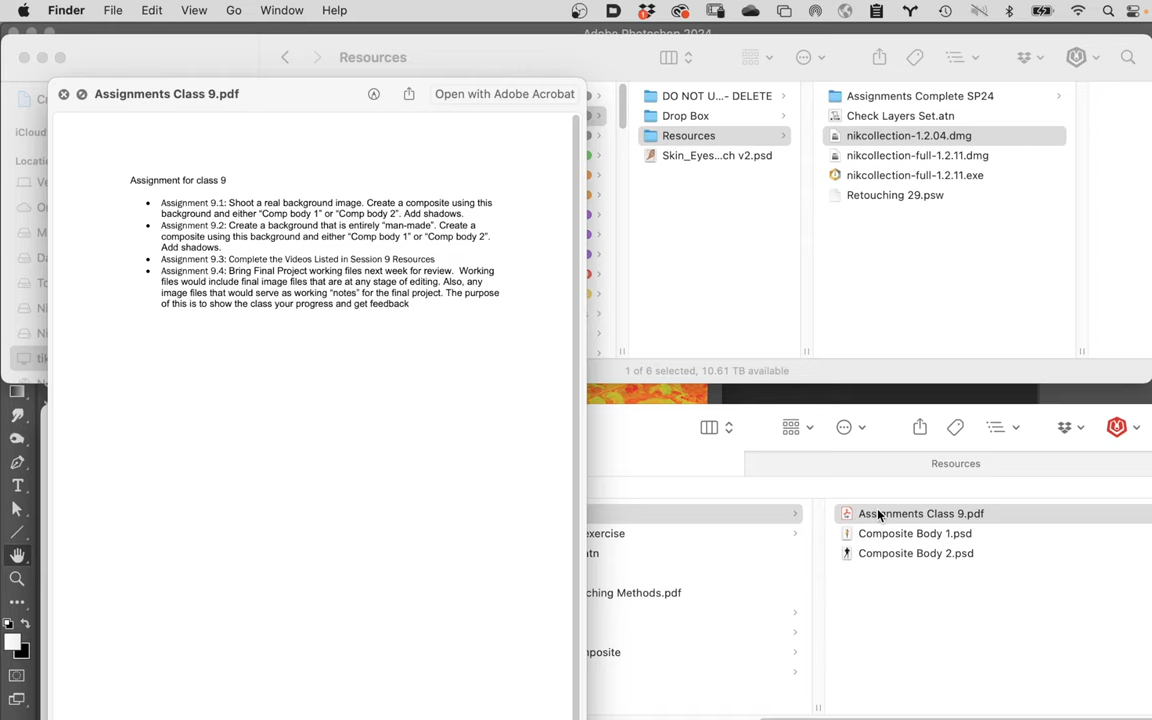 Finder File Edit View Go Window Help
Resources
Assignments Class 9.pdf
Open with Adobe Acrobat
Assignment for class 9
• Assignment 9.1: Shoot a real background image. Create a composite using this
background and either “Comp body 1” or “Comp body 2”. Add shadows.
• Assignment 9.2: Create a background that is entirely “man-made”. Create a
composite using this background and either “Comp body 1” or “Comp body 2”.
Add shadows.
• Assignment 9.3: Complete the Videos Listed in Session 9 Resources
• Assignment 9.4: Bring Final Project working files next week for review. Working
files would include final image files that are at any stage of editing. Also, any
image files that would serve as working “notes” for the final project. The purpose
of this is to show the class your progress and get feedback
iCloud
Locatio
DO NOT U...- DELETE
Drop Box
Resources
Skin_Eyes...ch v2.psd
Assignments Complete SP24
Check Layers Set.atn
nikcollection-1.2.04.dmg
nikcollection-full-1.2.11.dmg
nikcollection-full-1.2.11.exe
Retouching 29.psw
1 of 6 selected, 10.61 TB available
Resources
exercise
atn
ching Methods.pdf
mposite
Assignments Class 9.pdf
Composite Body 1.psd
Composite Body 2.psd